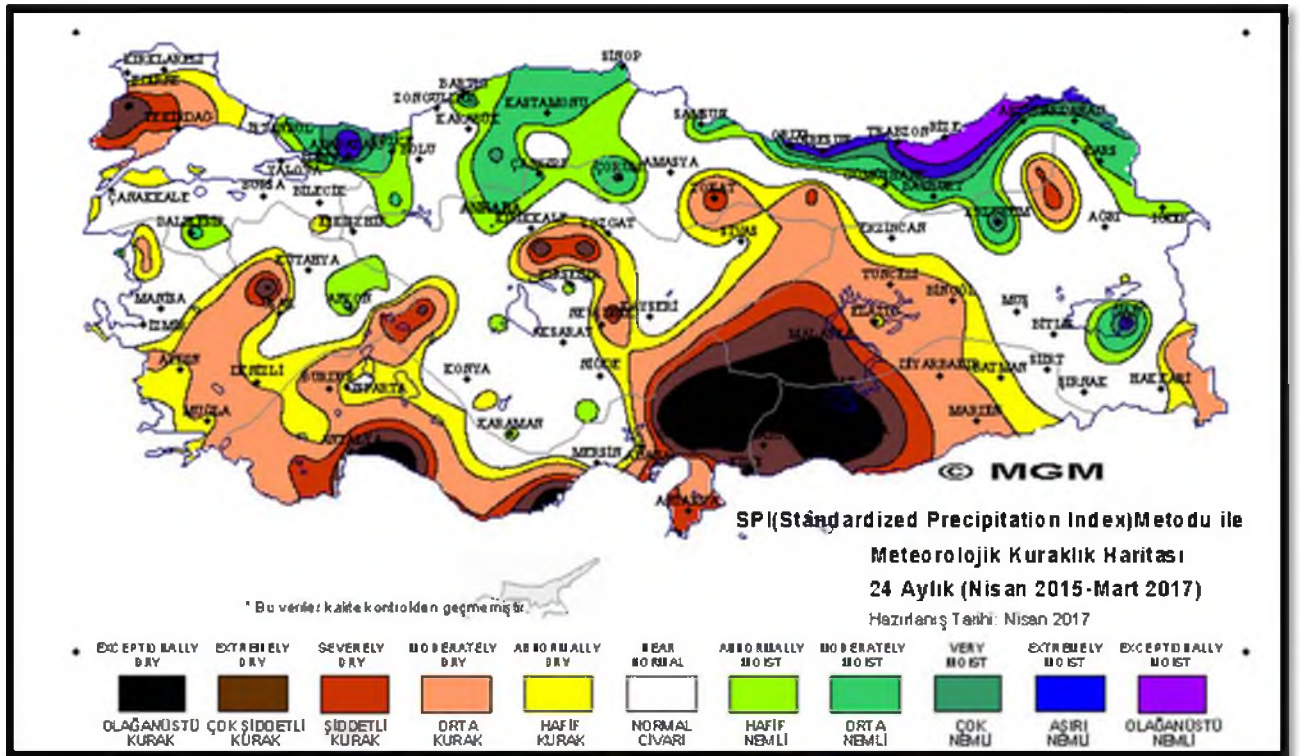 KIRKLARELİ
SİNOP
TEKİRDAĞ
ZONGULDAK
KASTAMONU
KARABÜK
İSTANBUL
BOLU
SAMSUN
ORDU
TRABZON
RİZE
KARS
YALOVA
BURSA
BİLECİK
ÇANKIRI
ÇORUM
AMASYA
BAYBURT
ÇANAKKALE
ANKARA
KIRIKKALE
YOZGAT
TOKAT
SİVAS
ERZİNCAN
ERZURUM
AĞRI
BALIKESİR
ESKİŞEHİR
KÜTAHYA
AFYON
KIRŞEHİR
KAYSERİ
TUNCELİ
BİNGÖL
MUŞ
VAN
MANİSA
İZMİR
AKSARAY
ELAZIĞ
BİTLİS
MALATYA
AYDIN
DENİZLİ
BURDUR
ISPARTA
KONYA
NİĞDE
DİYARBAKIR
BATMAN
SİİRT
ŞIRNAK
HAKKARİ
MUĞLA
KARAMAN
MARDİN
ANTALYA
MERSİN
ANTAKYA
© MGM
SPI(Standardized Precipitation Index)Metodu ile
Meteorolojik Kuraklık Haritası
24 Aylık (Nisan 2015-Mart 2017)
Hazırlanış Tarihi: Nisan 2017
* Bu veriler kalite kontrolden geçmemiştir.
EXCEPTIONALLY DRY
EXTREMELY DRY
SEVERELY DRY
MODERATELY DRY
ABNORMALLY DRY
NEAR NORMAL
ABNORMALLY MOIST
MODERATELY MOIST
VERY MOIST
EXTREMELY MOIST
EXCEPTIONALLY MOIST
OLAĞANÜSTÜ KURAK
ÇOK ŞİDDETLİ KURAK
ŞİDDETLİ KURAK
ORTA KURAK
HAFİF KURAK
NORMAL CİVARI
HAFİF NEMLİ
ORTA NEMLİ
ÇOK NEMLİ
AŞIRI NEMLİ
OLAĞANÜSTÜ NEMLİ